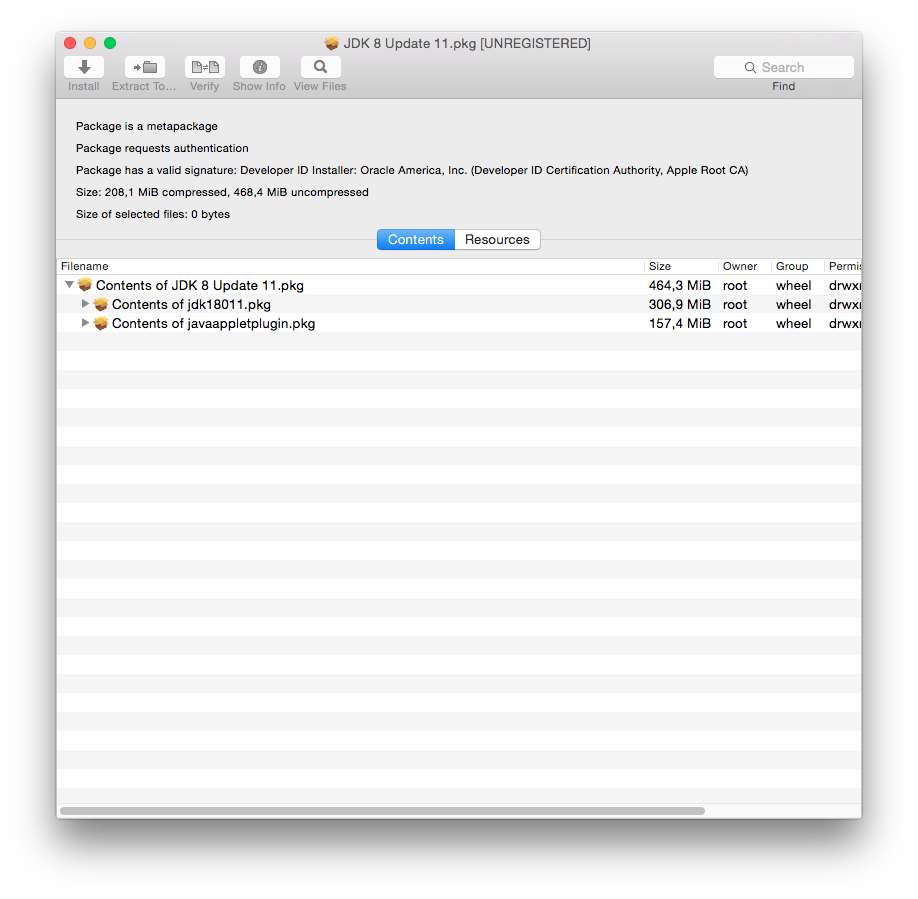 JDK 8 Update 11.pkg [UNREGISTERED]
Install Extract To... Verify Show Info View Files Search
Find
Package is a metapackage
Package requests authentication
Package has a valid signature: Developer ID Installer: Oracle America, Inc. (Developer ID Certification Authority, Apple Root CA)
Size: 208,1 MiB compressed, 468,4 MiB uncompressed
Size of selected files: 0 bytes
Contents Resources
Filename Size Owner Group Permi
Contents of JDK 8 Update 11.pkg 464,3 MiB root wheel drwx
Contents of jdk18011.pkg 306,9 MiB root wheel drwx
Contents of javaappletplugin.pkg 157,4 MiB root wheel drwx